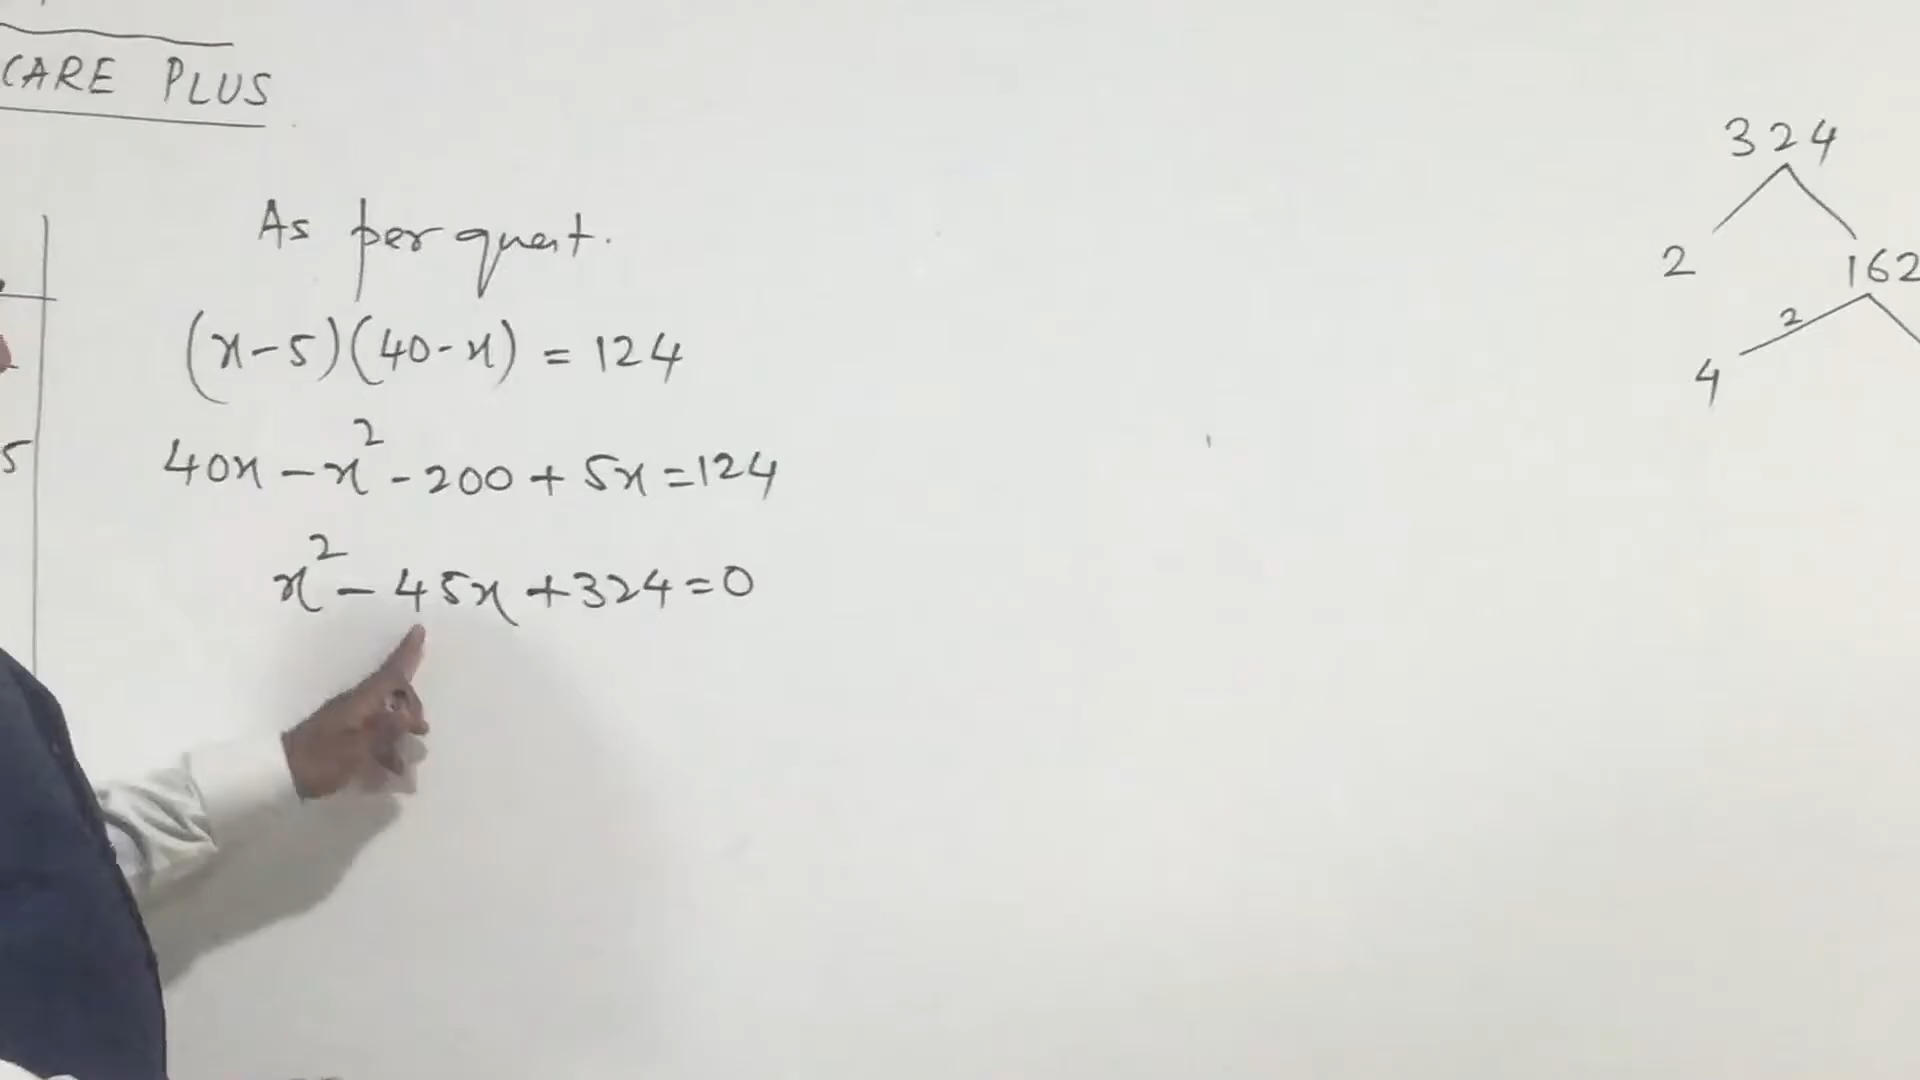 CARE PLUS
As per quest.
(x-5)(40-x) = 124
40x - x² - 200 + 5x = 124
x² - 45x + 324 = 0
5
324
2 162
2
4